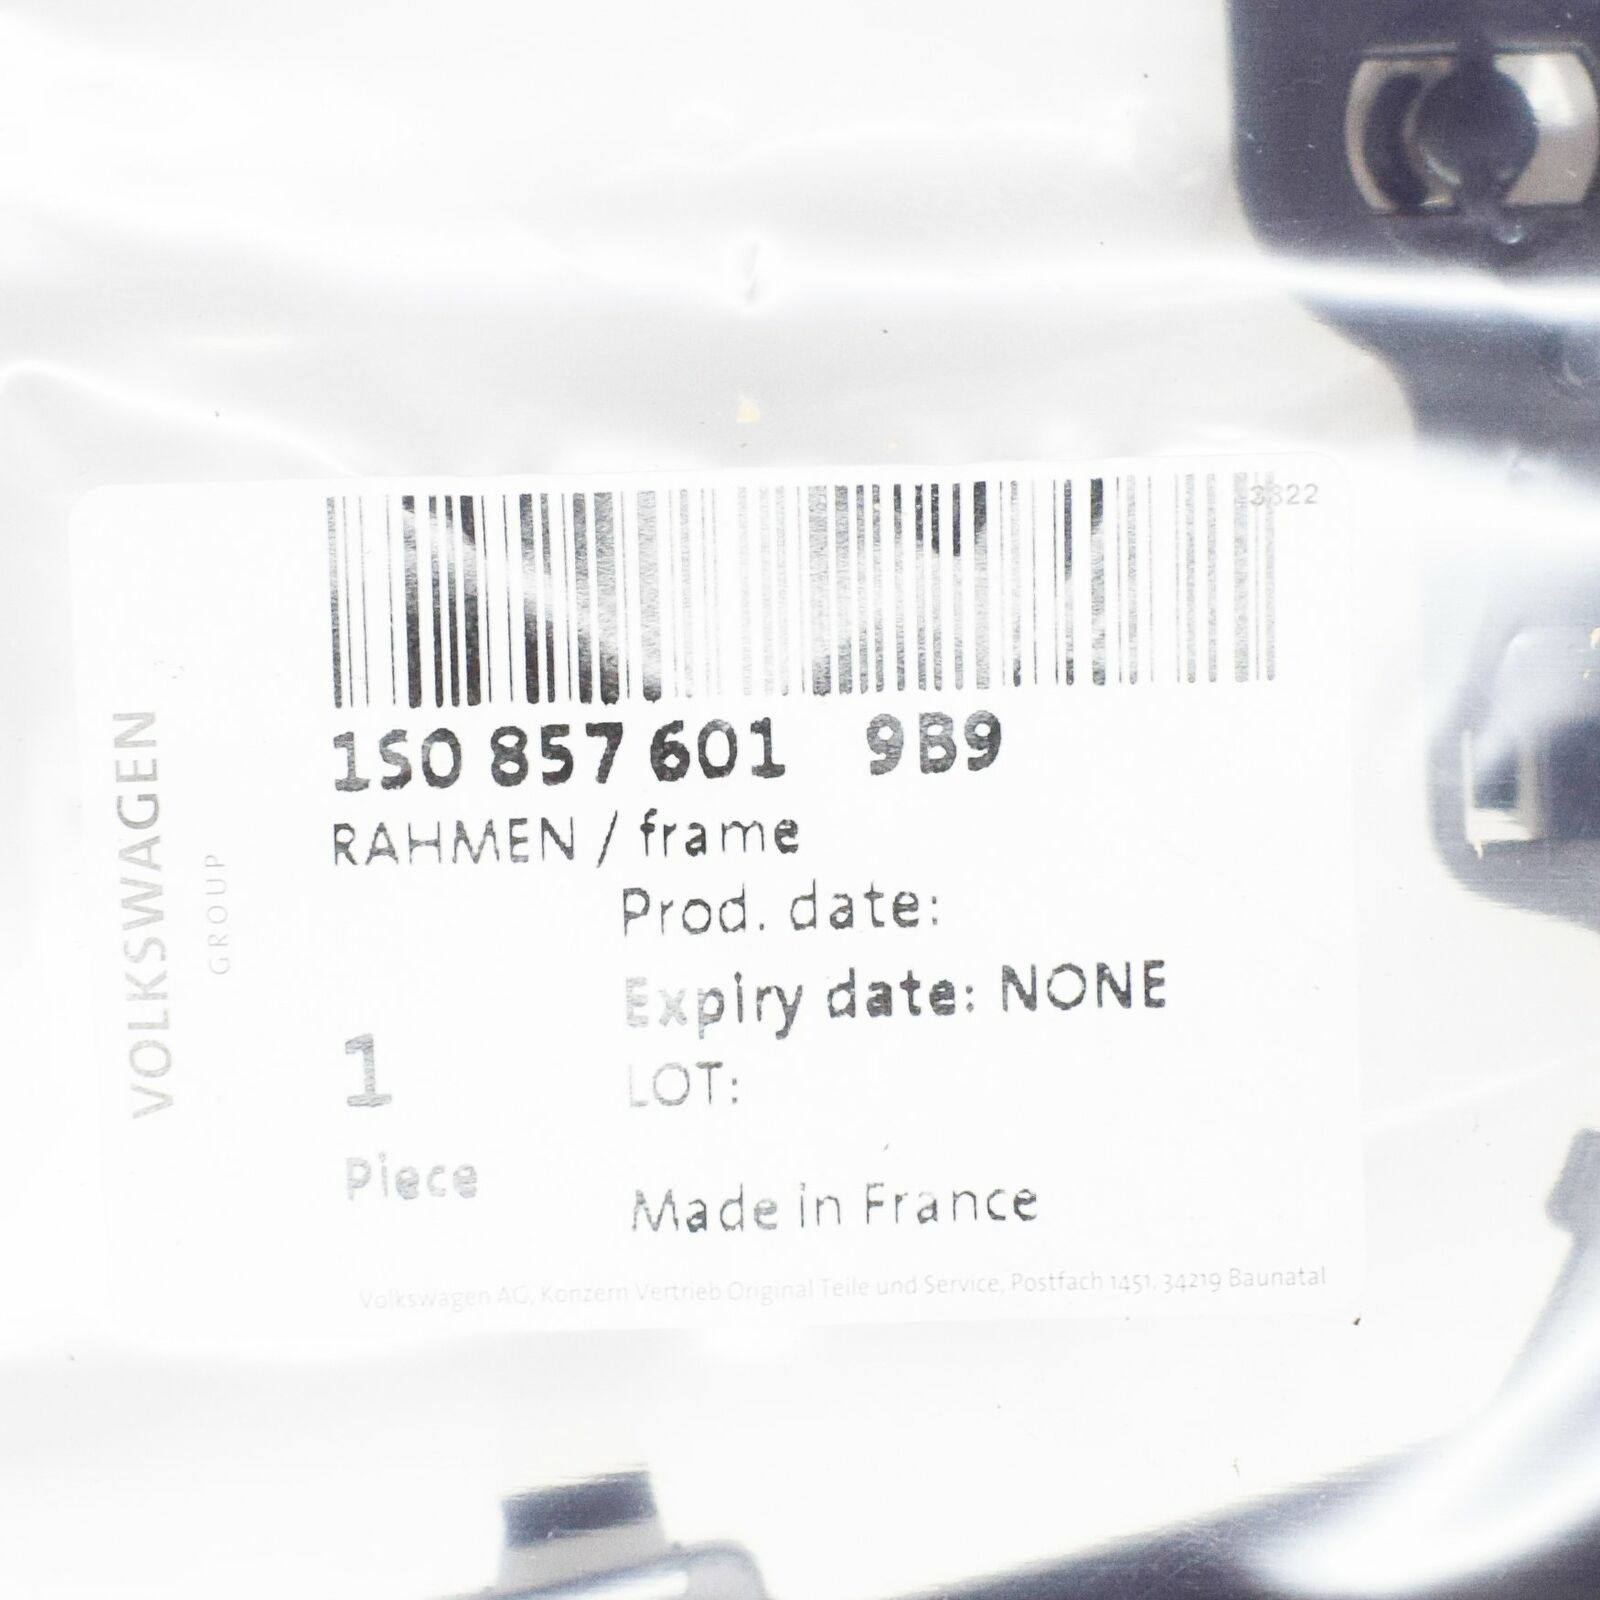 3322
1S0 857 601 9B9
RAHMEN / frame
Prod. date:
Expiry date: NONE
LOT:
1
Piece
Made in France
Volkswagen AG, Konzern Vertrieb Original Teile und Service, Postfach 1451, 34219 Baunatal
VOLKSWAGEN
GROUP